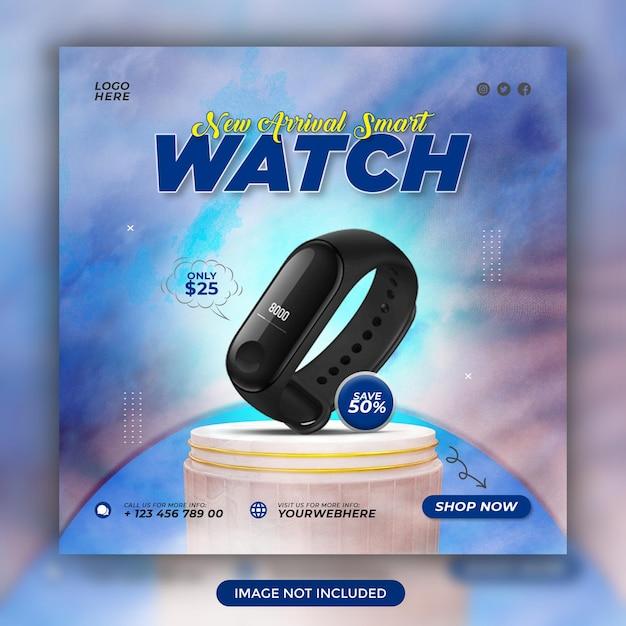 LOGO
HERE
New Arrival Smart
WATCH
ONLY
$25
8000
SAVE
50%
SHOP NOW
CALL US FOR MORE INFO:
+ 123 456 789 00
VISIT US FOR MORE INFO:
YOURWEBHERE
IMAGE NOT INCLUDED